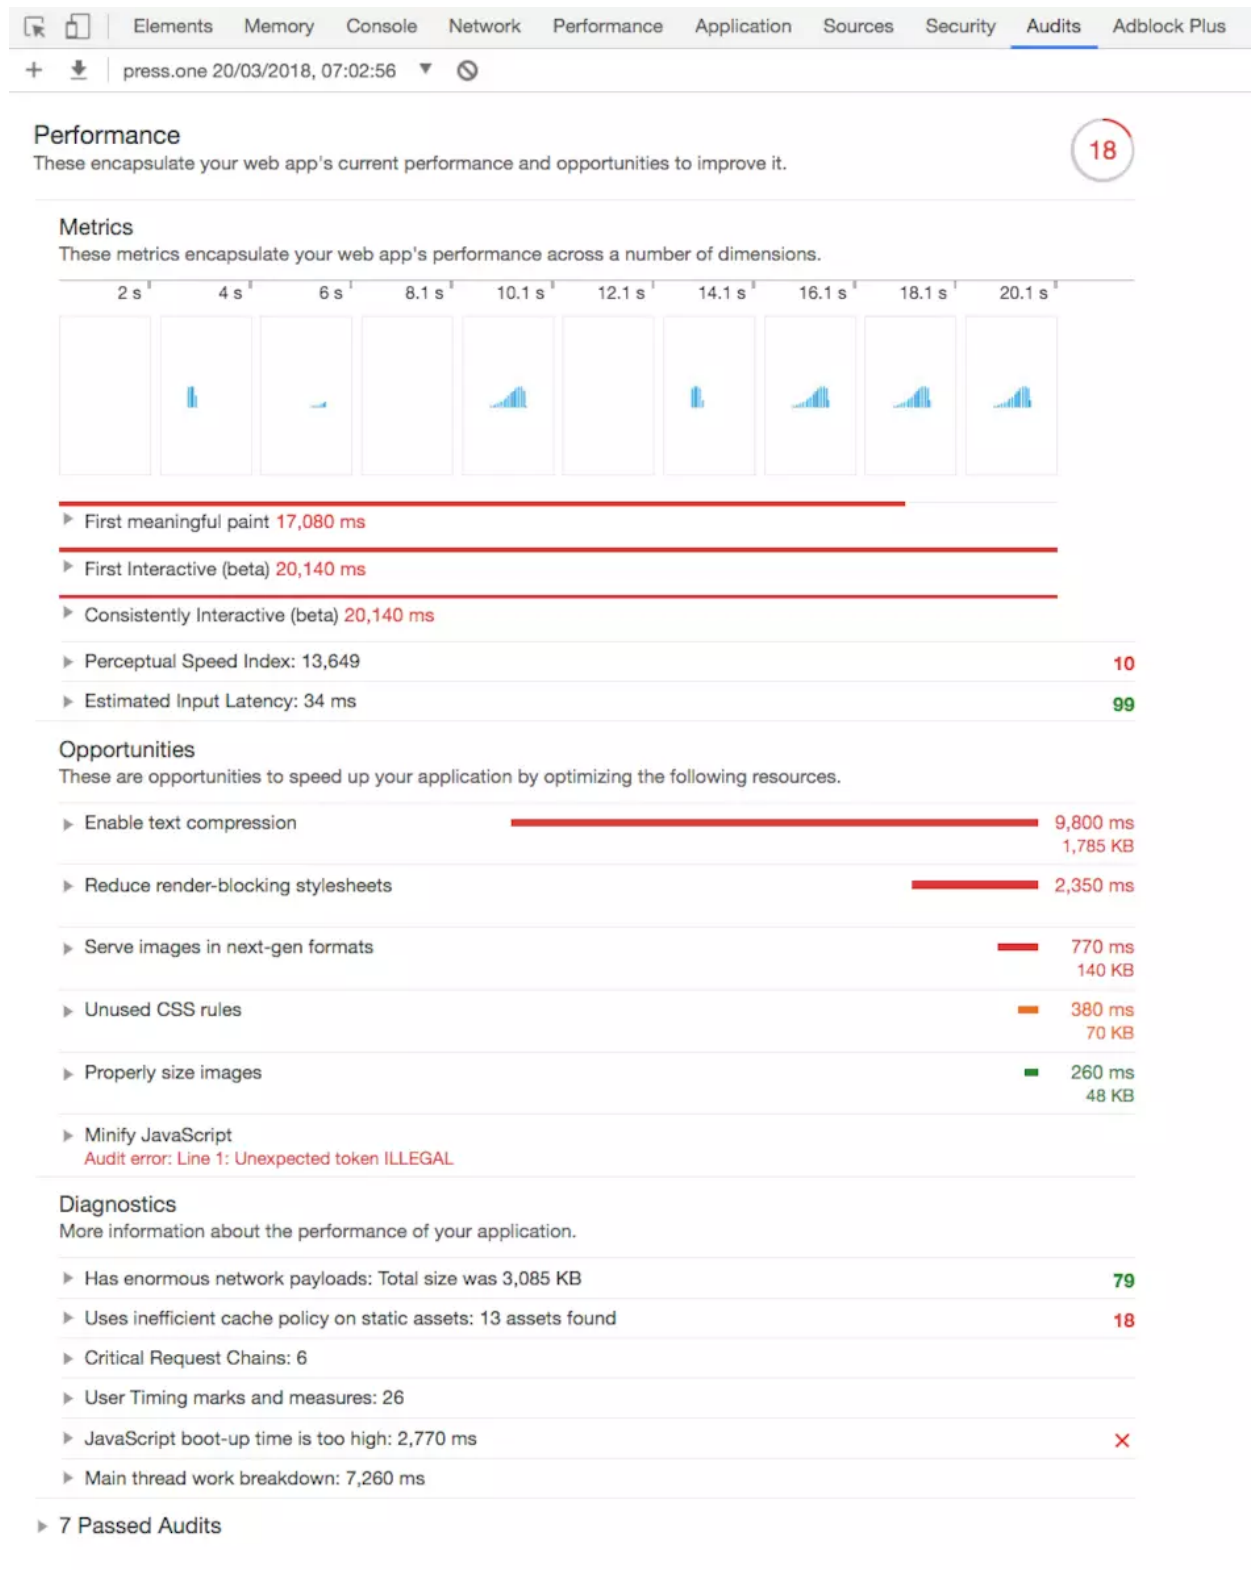 Elements Memory Console Network Performance Application Sources Security Audits Adblock Plus
press.one 20/03/2018, 07:02:56
Performance
These encapsulate your web app's current performance and opportunities to improve it.
18
Metrics
These metrics encapsulate your web app's performance across a number of dimensions.
2 s 4 s 6 s 8.1 s 10.1 s 12.1 s 14.1 s 16.1 s 18.1 s 20.1 s
First meaningful paint 17,080 ms
First Interactive (beta) 20,140 ms
Consistently Interactive (beta) 20,140 ms
Perceptual Speed Index: 13,649 10
Estimated Input Latency: 34 ms 99
Opportunities
These are opportunities to speed up your application by optimizing the following resources.
Enable text compression 9,800 ms
1,785 KB
Reduce render-blocking stylesheets 2,350 ms
Serve images in next-gen formats 770 ms
140 KB
Unused CSS rules 380 ms
70 KB
Properly size images 260 ms
48 KB
Minify JavaScript
Audit error: Line 1: Unexpected token ILLEGAL
Diagnostics
More information about the performance of your application.
Has enormous network payloads: Total size was 3,085 KB 79
Uses inefficient cache policy on static assets: 13 assets found 18
Critical Request Chains: 6
User Timing marks and measures: 26
JavaScript boot-up time is too high: 2,770 ms
Main thread work breakdown: 7,260 ms
7 Passed Audits